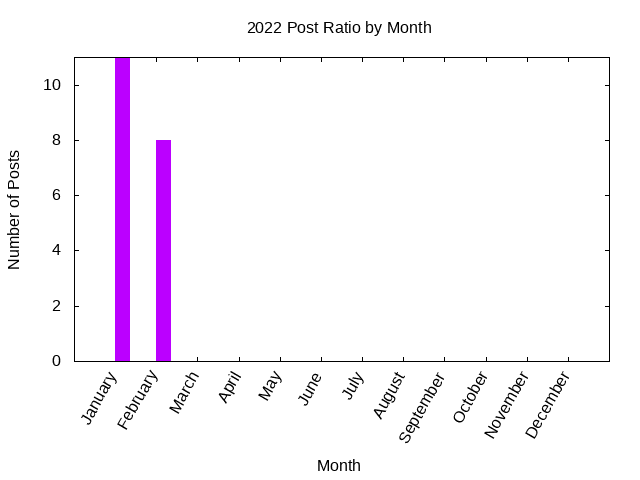 2022 Post Ratio by Month
Number of Posts
10
8
6
4
2
0
January
February
March
April
May
June
July
August
September
October
November
December
Month